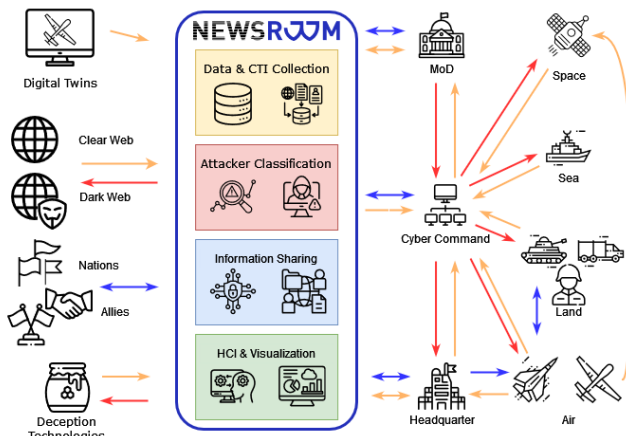 NEWSROOM
Digital Twins
Data & CTI Collection
MoD
Space
Clear Web
Dark Web
Attacker Classification
Sea
Cyber Command
Nations
Allies
Information Sharing
Land
HCI & Visualization
Deception
Technologies
Headquarter
Air